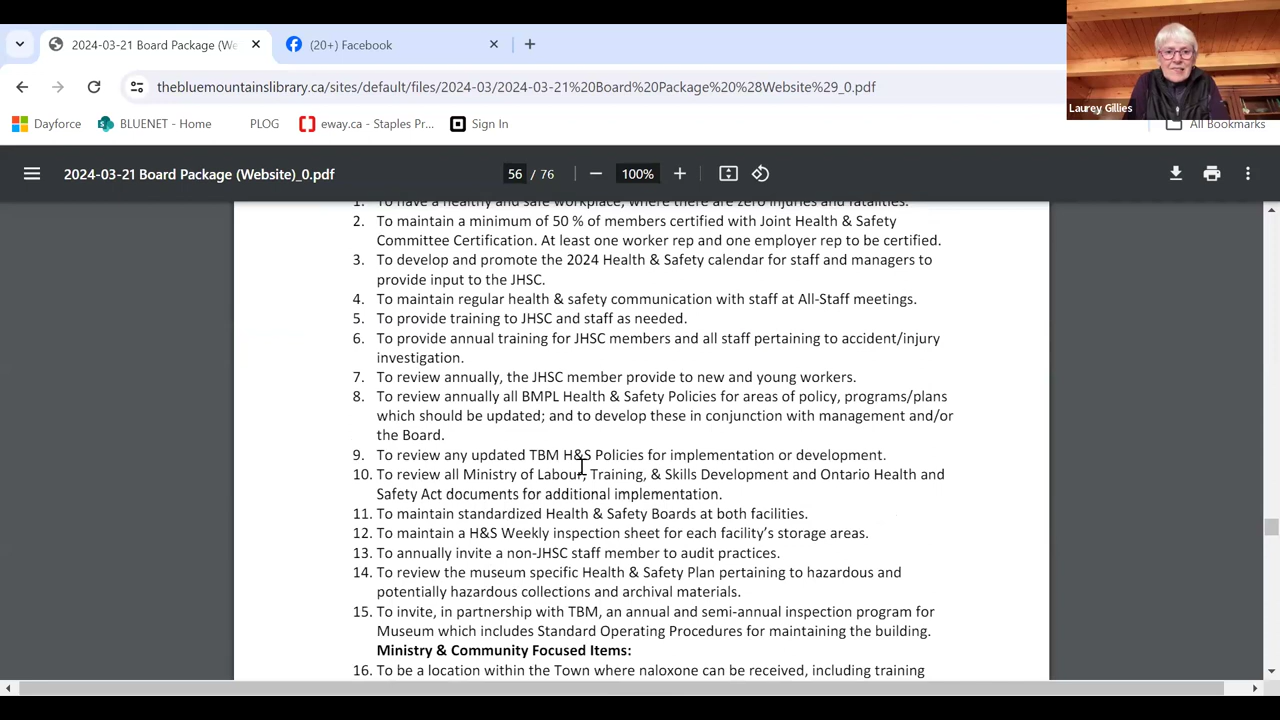 2024-03-21 Board Package (We
(20+) Facebook
thebluemountainslibrary.ca/sites/default/files/2024-03/2024-03-21%20Board%20Package%20%28Website%29_0.pdf
Laurey Gillies
Dayforce
BLUENET - Home
PLOG
eway.ca - Staples Pr...
Sign In
All Bookmarks
2024-03-21 Board Package (Website)_0.pdf
56 / 76
100%
1. To have a healthy and safe workplace, where there are zero injuries and fatalities.
2. To maintain a minimum of 50 % of members certified with Joint Health & Safety
Committee Certification. At least one worker rep and one employer rep to be certified.
3. To develop and promote the 2024 Health & Safety calendar for staff and managers to
provide input to the JHSC.
4. To maintain regular health & safety communication with staff at All-Staff meetings.
5. To provide training to JHSC and staff as needed.
6. To provide annual training for JHSC members and all staff pertaining to accident/injury
investigation.
7. To review annually, the JHSC member provide to new and young workers.
8. To review annually all BMPL Health & Safety Policies for areas of policy, programs/plans
which should be updated; and to develop these in conjunction with management and/or
the Board.
9. To review any updated TBM H&S Policies for implementation or development.
10. To review all Ministry of Labour, Training, & Skills Development and Ontario Health and
Safety Act documents for additional implementation.
11. To maintain standardized Health & Safety Boards at both facilities.
12. To maintain a H&S Weekly inspection sheet for each facility's storage areas.
13. To annually invite a non-JHSC staff member to audit practices.
14. To review the museum specific Health & Safety Plan pertaining to hazardous and
potentially hazardous collections and archival materials.
15. To invite, in partnership with TBM, an annual and semi-annual inspection program for
Museum which includes Standard Operating Procedures for maintaining the building.
Ministry & Community Focused Items:
16. To be a location within the Town where naloxone can be received, including training